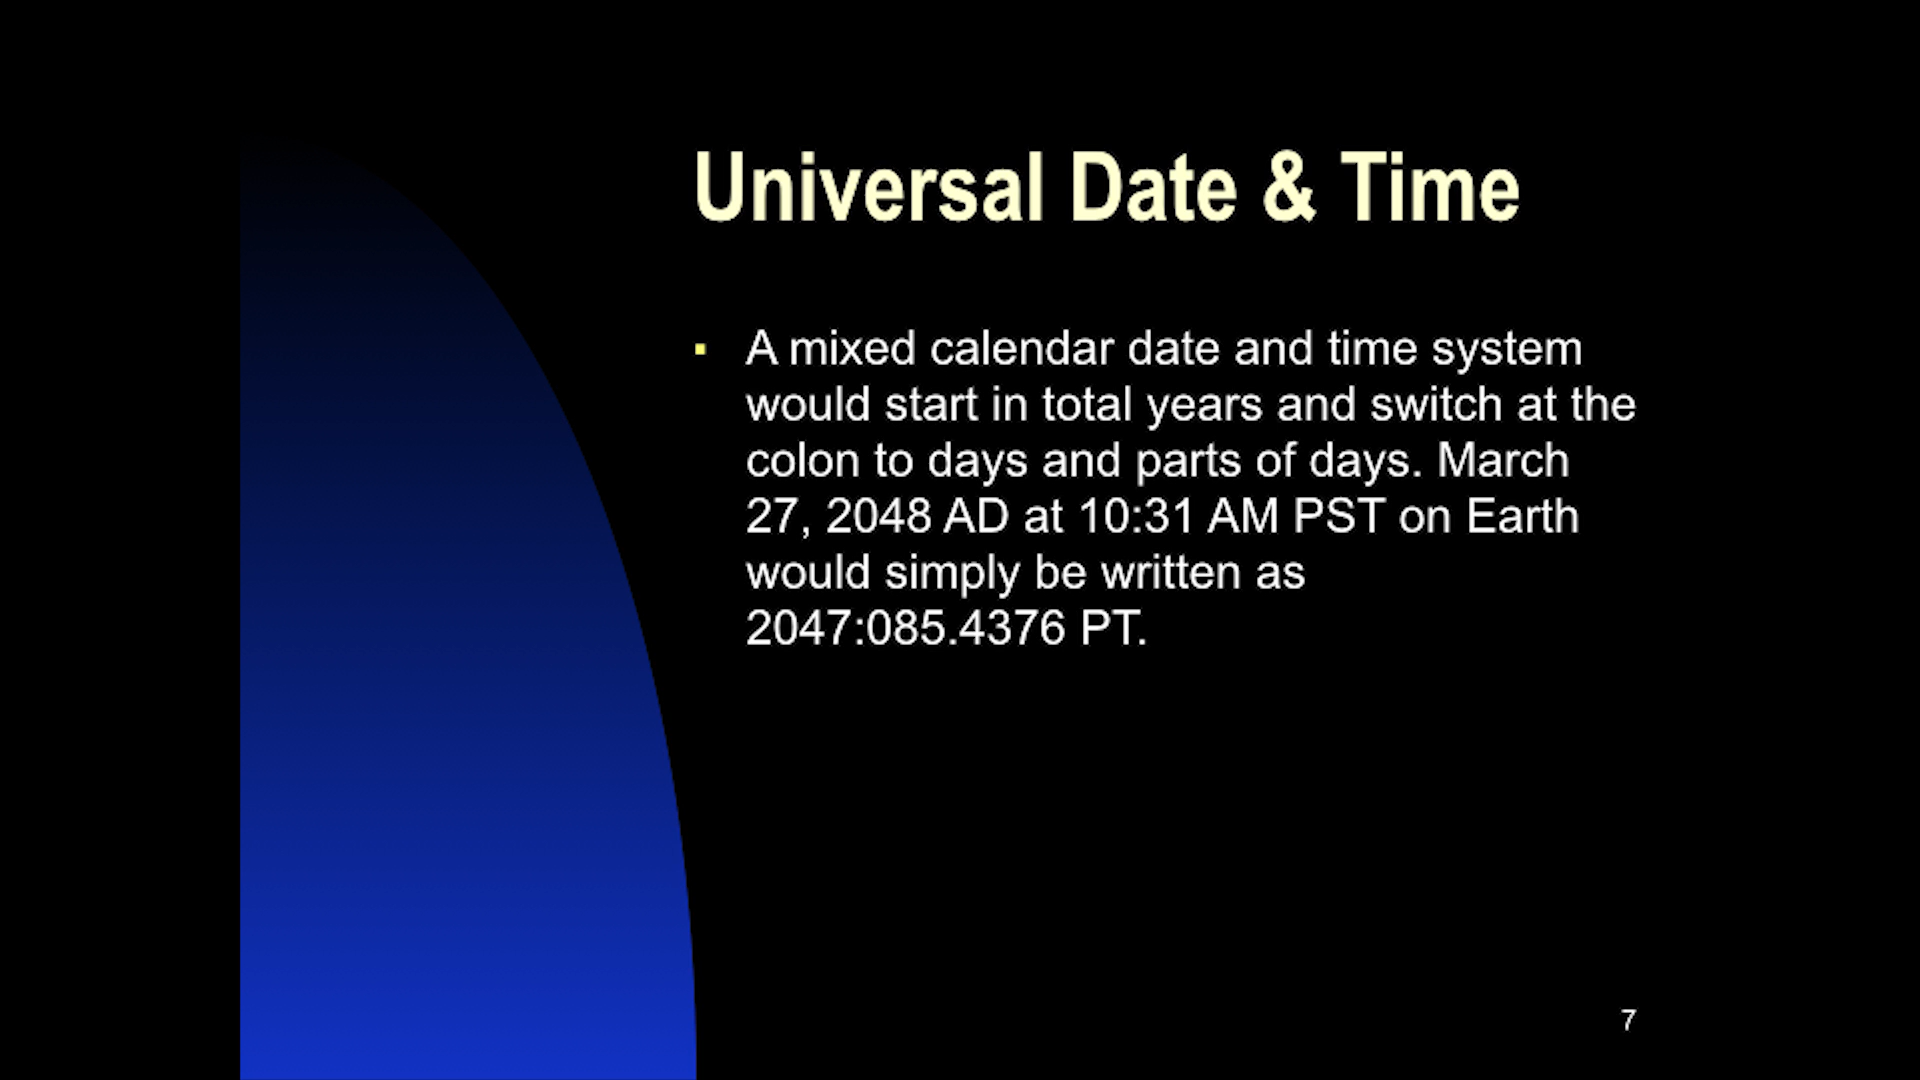 Universal Date & Time
▪ A mixed calendar date and time system
would start in total years and switch at the
colon to days and parts of days. March
27, 2048 AD at 10:31 AM PST on Earth
would simply be written as
2047:085.4376 PT.
7